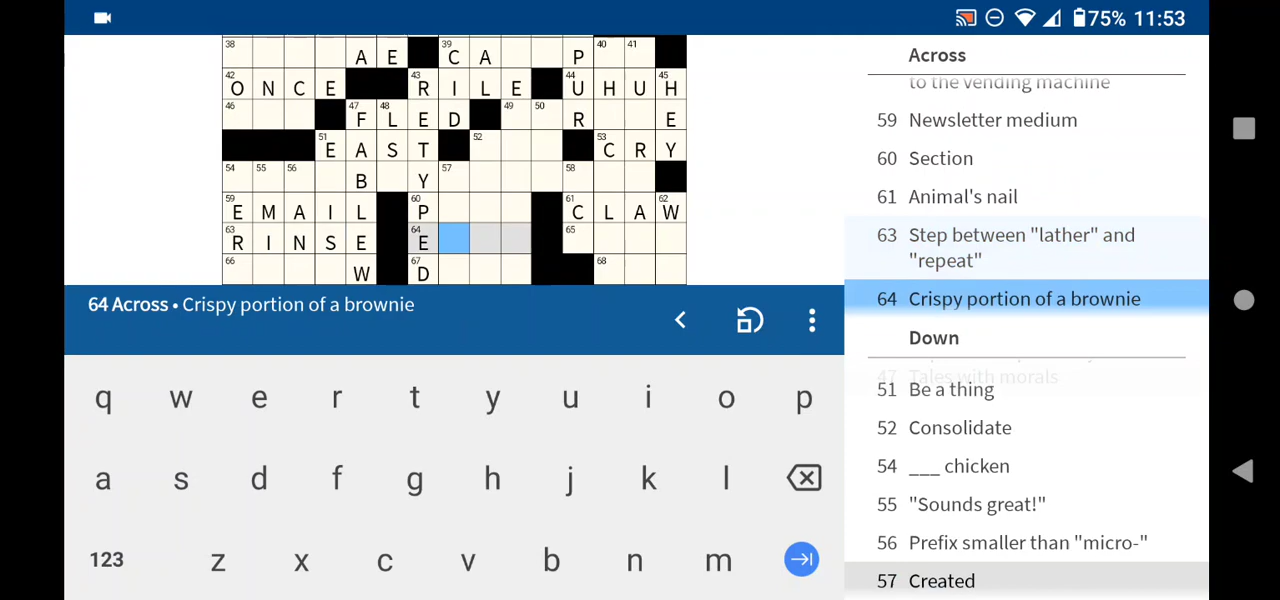 75% 11:53
38 A E 39 C A P 40 41
42 O N C E 43 R I L E 44 U H U 45 H
46 47 F 48 L E D 49 50 R E
51 E A S T 52 53 C R Y
54 55 56 B Y 57 58
59 E M A I L 60 P 61 C L A 62 W
63 R I N S E 64 E 65
66 W 67 D 68
64 Across • Crispy portion of a brownie
q w e r t y u i o p
a s d f g h j k l
123 z x c v b n m
Across
to the vending machine
59 Newsletter medium
60 Section
61 Animal's nail
63 Step between "lather" and
"repeat"
64 Crispy portion of a brownie
Down
47 Tales with morals
51 Be a thing
52 Consolidate
54 ___ chicken
55 "Sounds great!"
56 Prefix smaller than "micro-"
57 Created